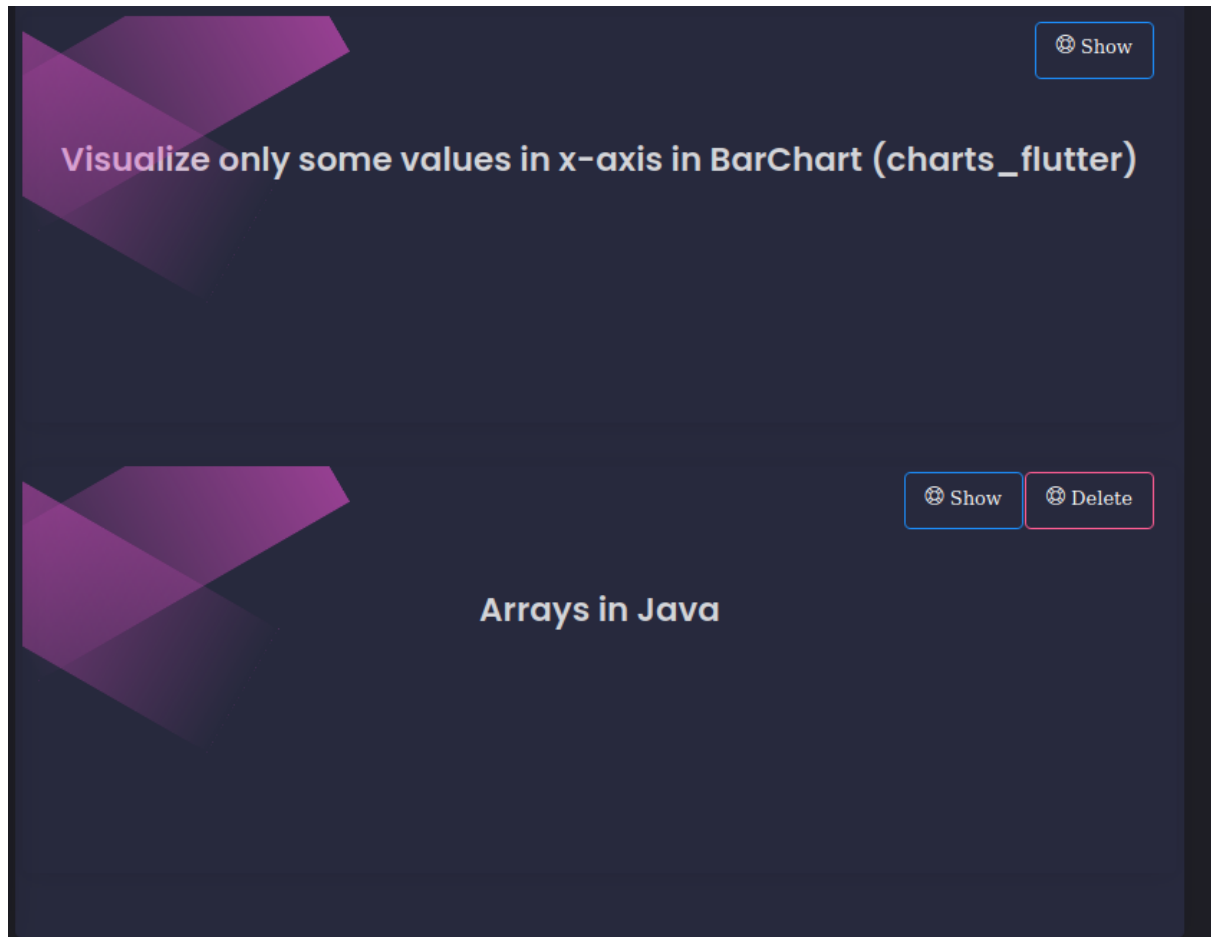 Show
Visualize only some values in x-axis in BarChart (charts_flutter)
Show Delete
Arrays in Java